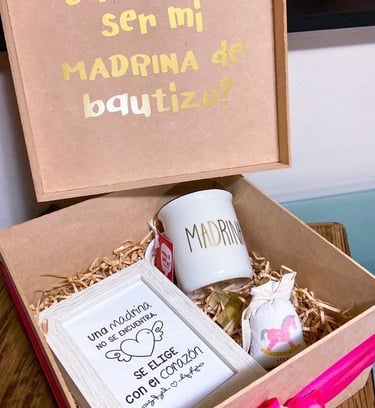 ser mi
MADRINA de
bautizo?
MADRINA
una madrina
NO SE ENCUENTRA,
SE ELIGE
con el corazón